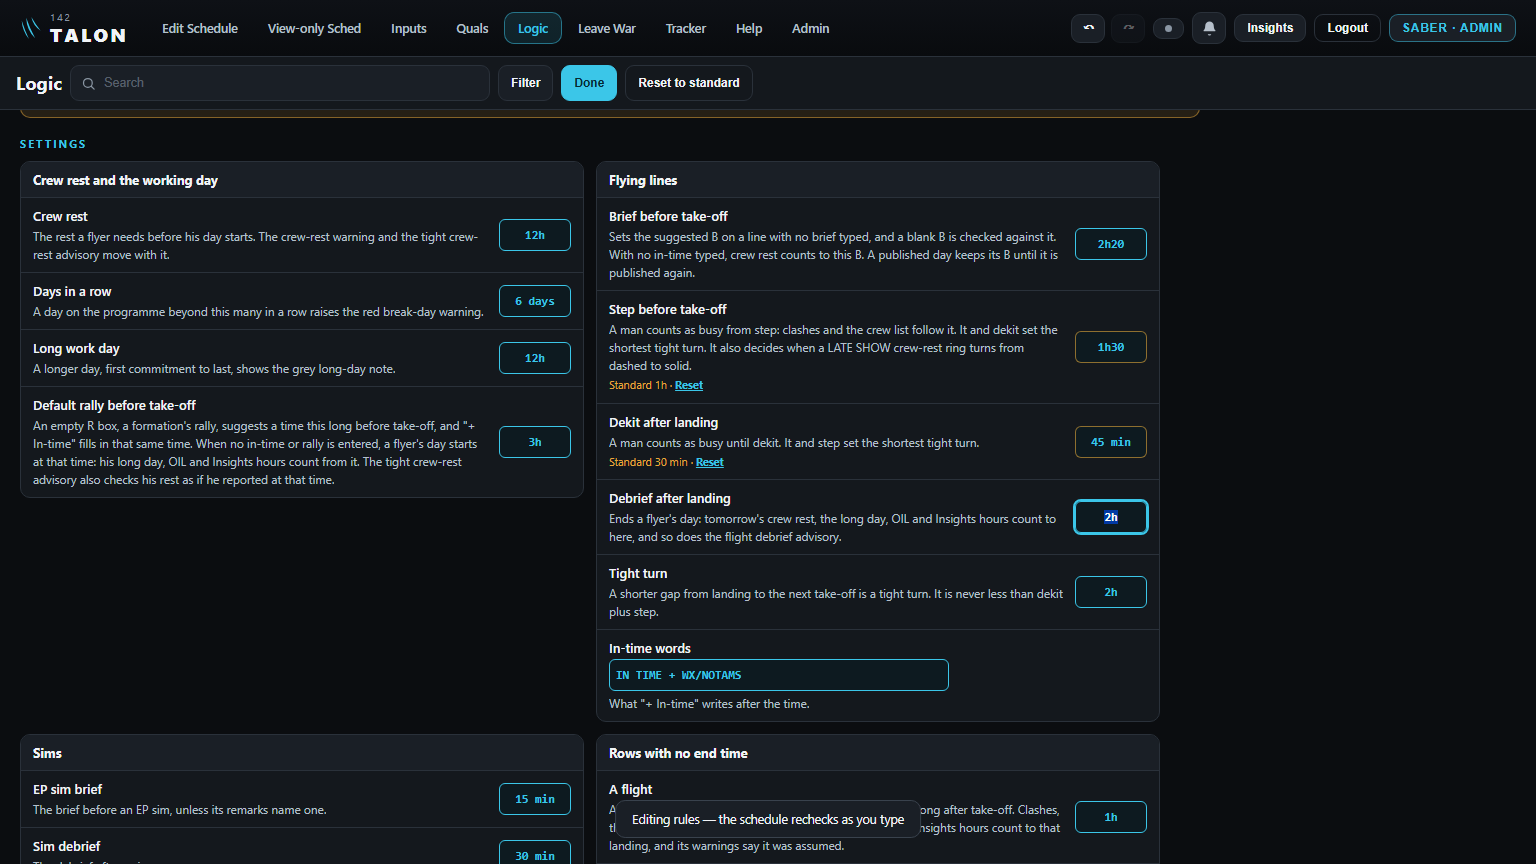 142
TALON
Edit Schedule
View-only Sched
Inputs
Quals
Logic
Leave War
Tracker
Help
Admin
Insights
Logout
SABER · ADMIN
Logic
Search
Filter
Done
Reset to standard
SETTINGS
Crew rest and the working day
Crew rest
The rest a flyer needs before his day starts. The crew-rest warning and the tight crew-
rest advisory move with it.
12h
Days in a row
A day on the programme beyond this many in a row raises the red break-day warning.
6 days
Long work day
A longer day, first commitment to last, shows the grey long-day note.
12h
Default rally before take-off
An empty R box, a formation's rally, suggests a time this long before take-off, and "+
In-time" fills in that same time. When no in-time or rally is entered, a flyer's day starts
at that time: his long day, OIL and Insights hours count from it. The tight crew-rest
advisory also checks his rest as if he reported at that time.
3h
Flying lines
Brief before take-off
Sets the suggested B on a line with no brief typed, and a blank B is checked against it.
With no in-time typed, crew rest counts to this B. A published day keeps its B until it is
published again.
2h20
Step before take-off
A man counts as busy from step: clashes and the crew list follow it. It and dekit set the
shortest tight turn. It also decides when a LATE SHOW crew-rest ring turns from
dashed to solid.
Standard 1h · Reset
1h30
Dekit after landing
A man counts as busy until dekit. It and step set the shortest tight turn.
Standard 30 min · Reset
45 min
Debrief after landing
Ends a flyer's day: tomorrow's crew rest, the long day, OIL and Insights hours count to
here, and so does the flight debrief advisory.
2h
Tight turn
A shorter gap from landing to the next take-off is a tight turn. It is never less than dekit
plus step.
2h
In-time words
IN TIME + WX/NOTAMS
What "+ In-time" writes after the time.
Sims
EP sim brief
The brief before an EP sim, unless its remarks name one.
15 min
Sim debrief
30 min
Rows with no end time
A flight
ong after take-off. Clashes,
nsights hours count to that
landing, and its warnings say it was assumed.
1h
Editing rules — the schedule rechecks as you type